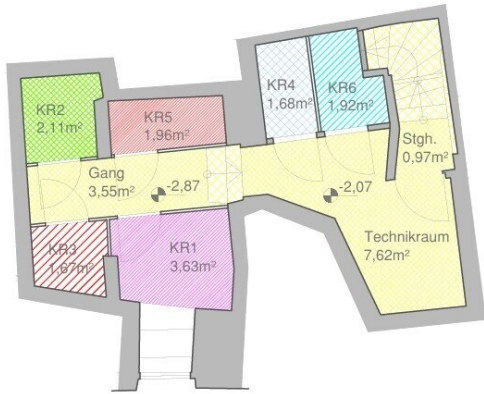 KR4
1,68m²
KR6
1,92m²
KR2
2,11m²
KR5
1,96m²
Stgh.
0,97m²
Gang
3,55m²
-2,87
-2,07
KR3
1,67m²
KR1
3,63m²
Technikraum
7,62m²